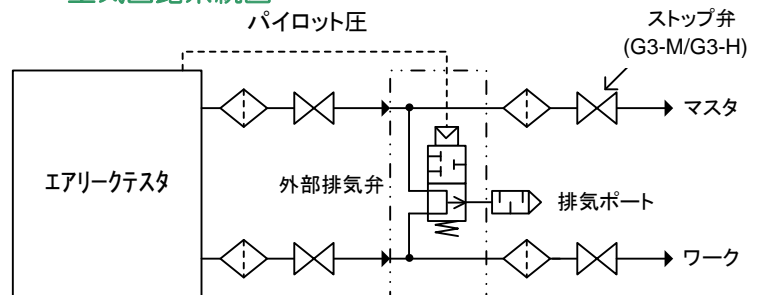 パイロット圧
ストップ弁
(G3-M/G3-H)
マスタ
エアリークテスタ
外部排気弁
排気ポート
ワーク